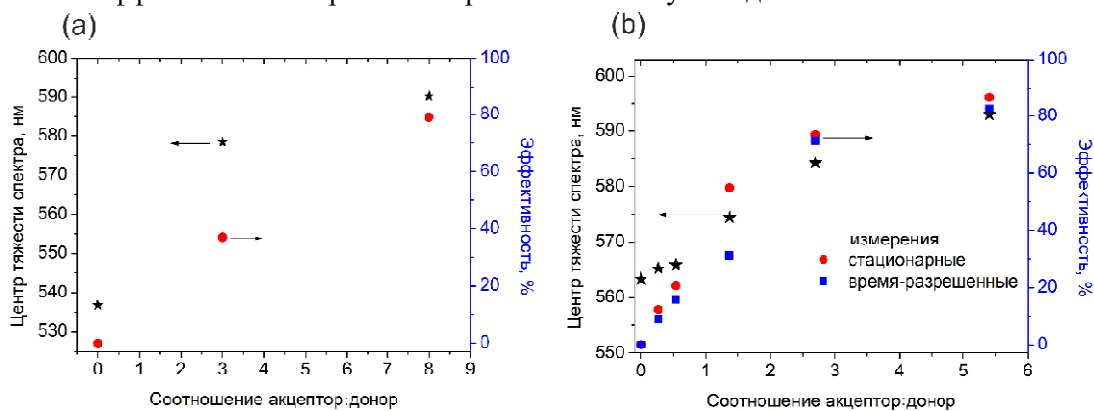 (a)
(b)
600
590
580
570
560
550
540
530
Центр тяжести спектра, нм
100
80
60
40
20
0
Эффективность, %
0 1 2 3 4 5 6 7 8 9
Соотношение акцептор:донор
600
590
580
570
560
550
Центр тяжести спектра, нм
100
80
60
40
20
0
Эффективность, %
измерения
стационарные
время-разрешенные
0 1 2 3 4 5 6
Соотношение акцептор:донор